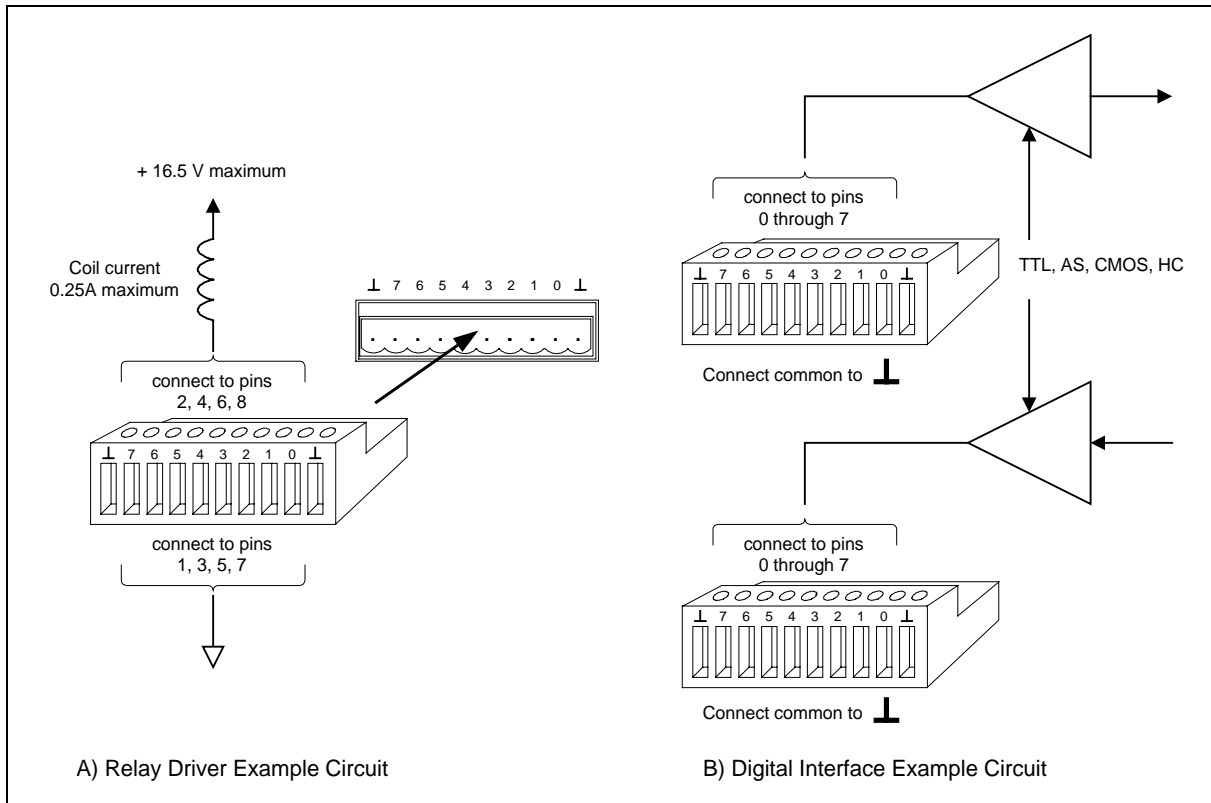 + 16.5 V maximum
Coil current
0.25A maximum
connect to pins
2, 4, 6, 8
⊥ 7 6 5 4 3 2 1 0 ⊥
⊥ 7 6 5 4 3 2 1 0 ⊥
connect to pins
1, 3, 5, 7
A) Relay Driver Example Circuit
connect to pins
0 through 7
⊥ 7 6 5 4 3 2 1 0 ⊥
Connect common to ⊥
TTL, AS, CMOS, HC
connect to pins
0 through 7
⊥ 7 6 5 4 3 2 1 0 ⊥
Connect common to ⊥
B) Digital Interface Example Circuit